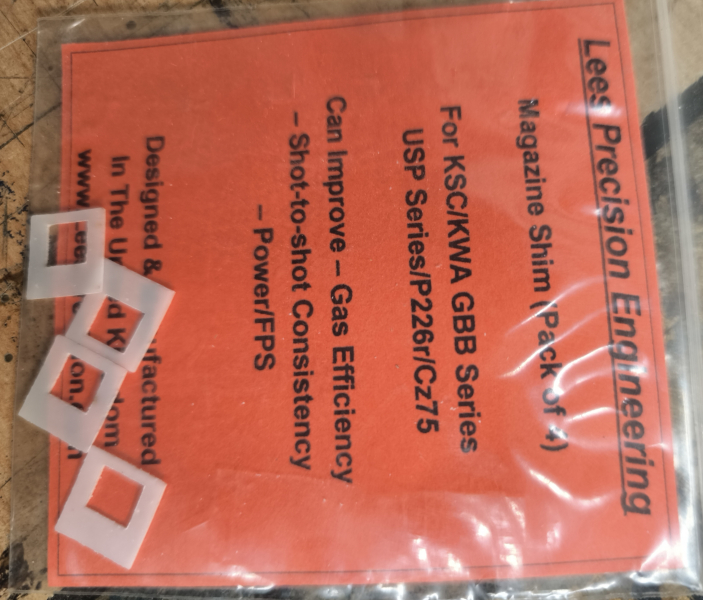 Lees Precision Engineering
Magazine Shim (Pack of 4)
For KSC/KWA GBB Series
USP Series/P226r/Cz75
Can Improve – Gas Efficiency
– Shot-to-shot Consistency
– Power/FPS
Designed &
In The
www